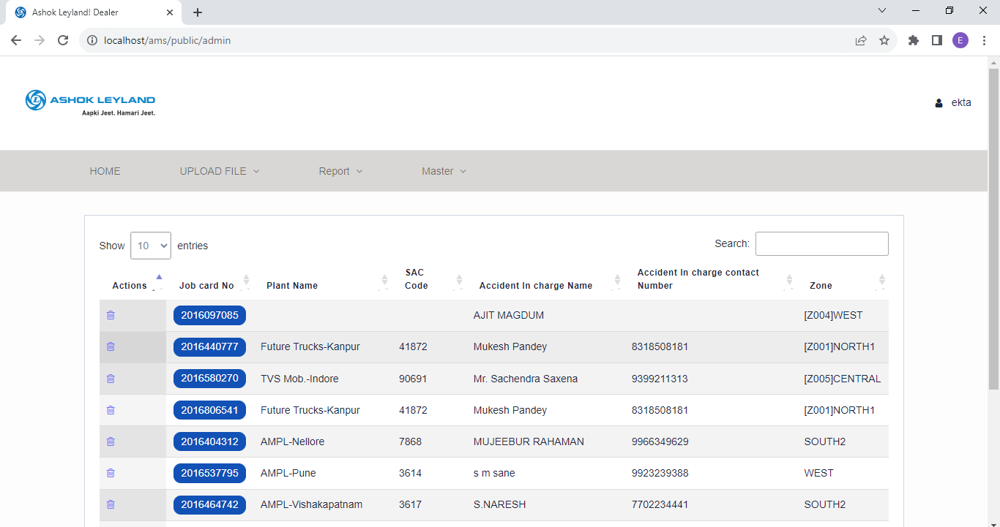 Ashok Leyland! Dealer
localhost/ams/public/admin
E
ASHOK LEYLAND
Aapki Jeet. Hamari Jeet.
ekta
HOME UPLOAD FILE Report Master
Show 10 entries Search:
Actions Job card No Plant Name SAC Code Accident In charge Name Accident In charge contact Number Zone
2016097085 AJIT MAGDUM [Z004]WEST
2016440777 Future Trucks-Kanpur 41872 Mukesh Pandey 8318508181 [Z001]NORTH1
2016580270 TVS Mob.-Indore 90691 Mr. Sachendra Saxena 9399211313 [Z005]CENTRAL
2016806541 Future Trucks-Kanpur 41872 Mukesh Pandey 8318508181 [Z001]NORTH1
2016404312 AMPL-Nellore 7868 MUJEEBUR RAHAMAN 9966349629 SOUTH2
2016537795 AMPL-Pune 3614 s m sane 9923239388 WEST
2016464742 AMPL-Vishakapatnam 3617 S.NARESH 7702234441 SOUTH2